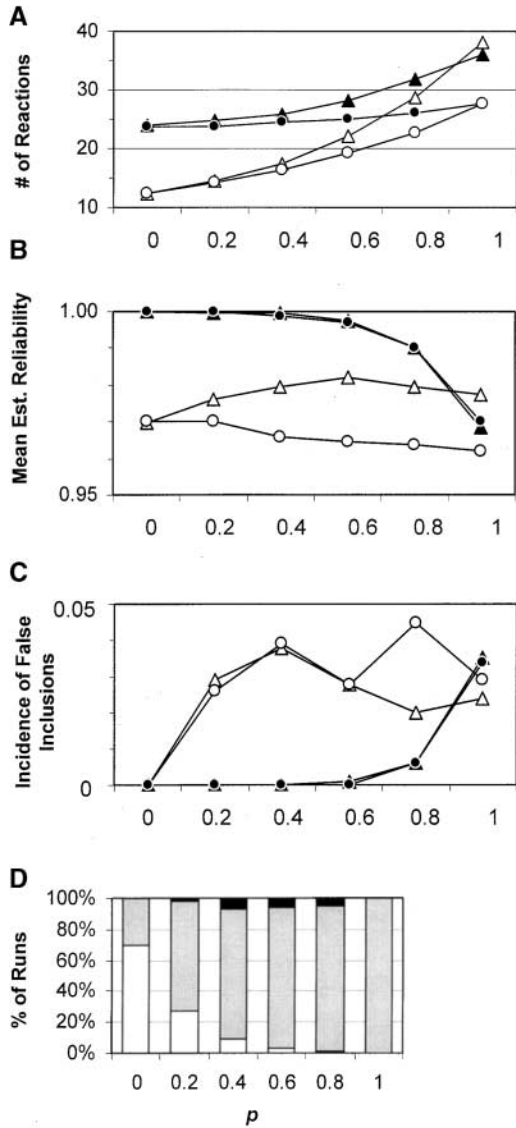 A
# of Reactions
40
30
20
10
0 0.2 0.4 0.6 0.8 1
B
Mean Est. Reliability
1.00
0.95
0 0.2 0.4 0.6 0.8 1
C
Incidence of False
Inclusions
0.05
0
0 0.2 0.4 0.6 0.8 1
D
% of Runs
100%
80%
60%
40%
20%
0%
0 0.2 0.4 0.6 0.8 1
p